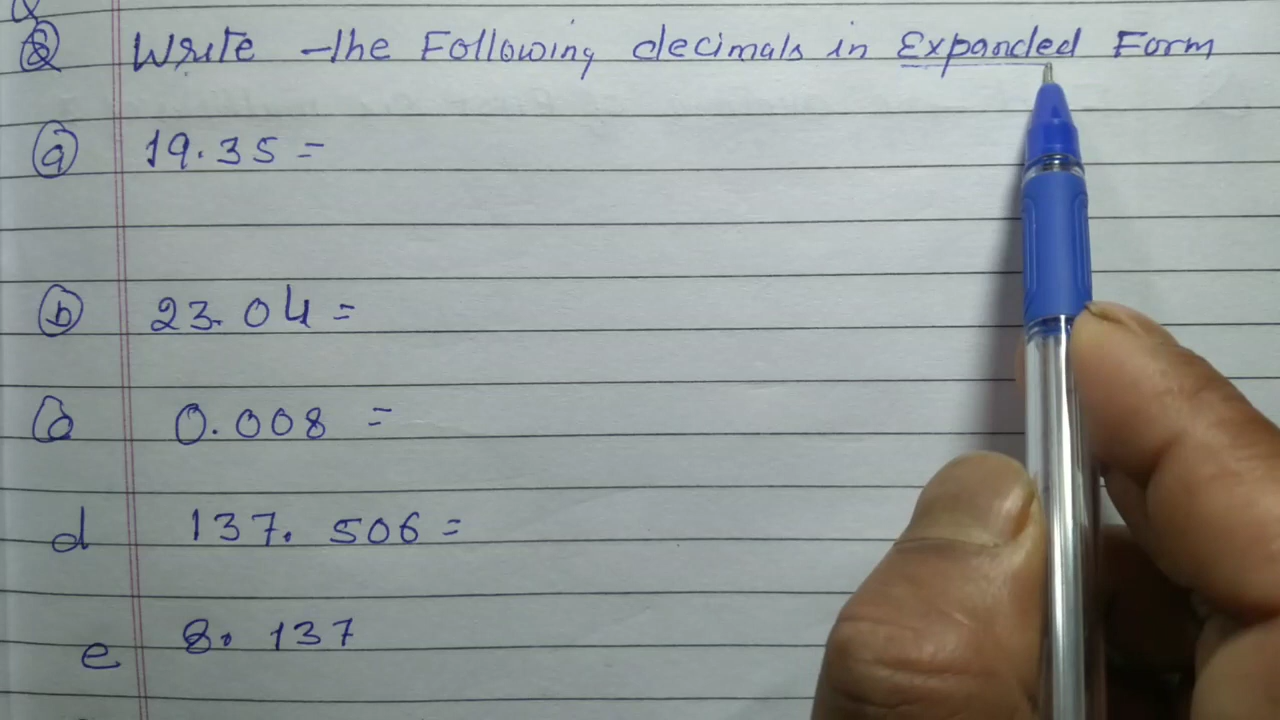 Q Write the Following decimals in Expanded Form
a 19.35 =
b 23.04 =
c 0.008 =
d 137.506 =
e 8.137